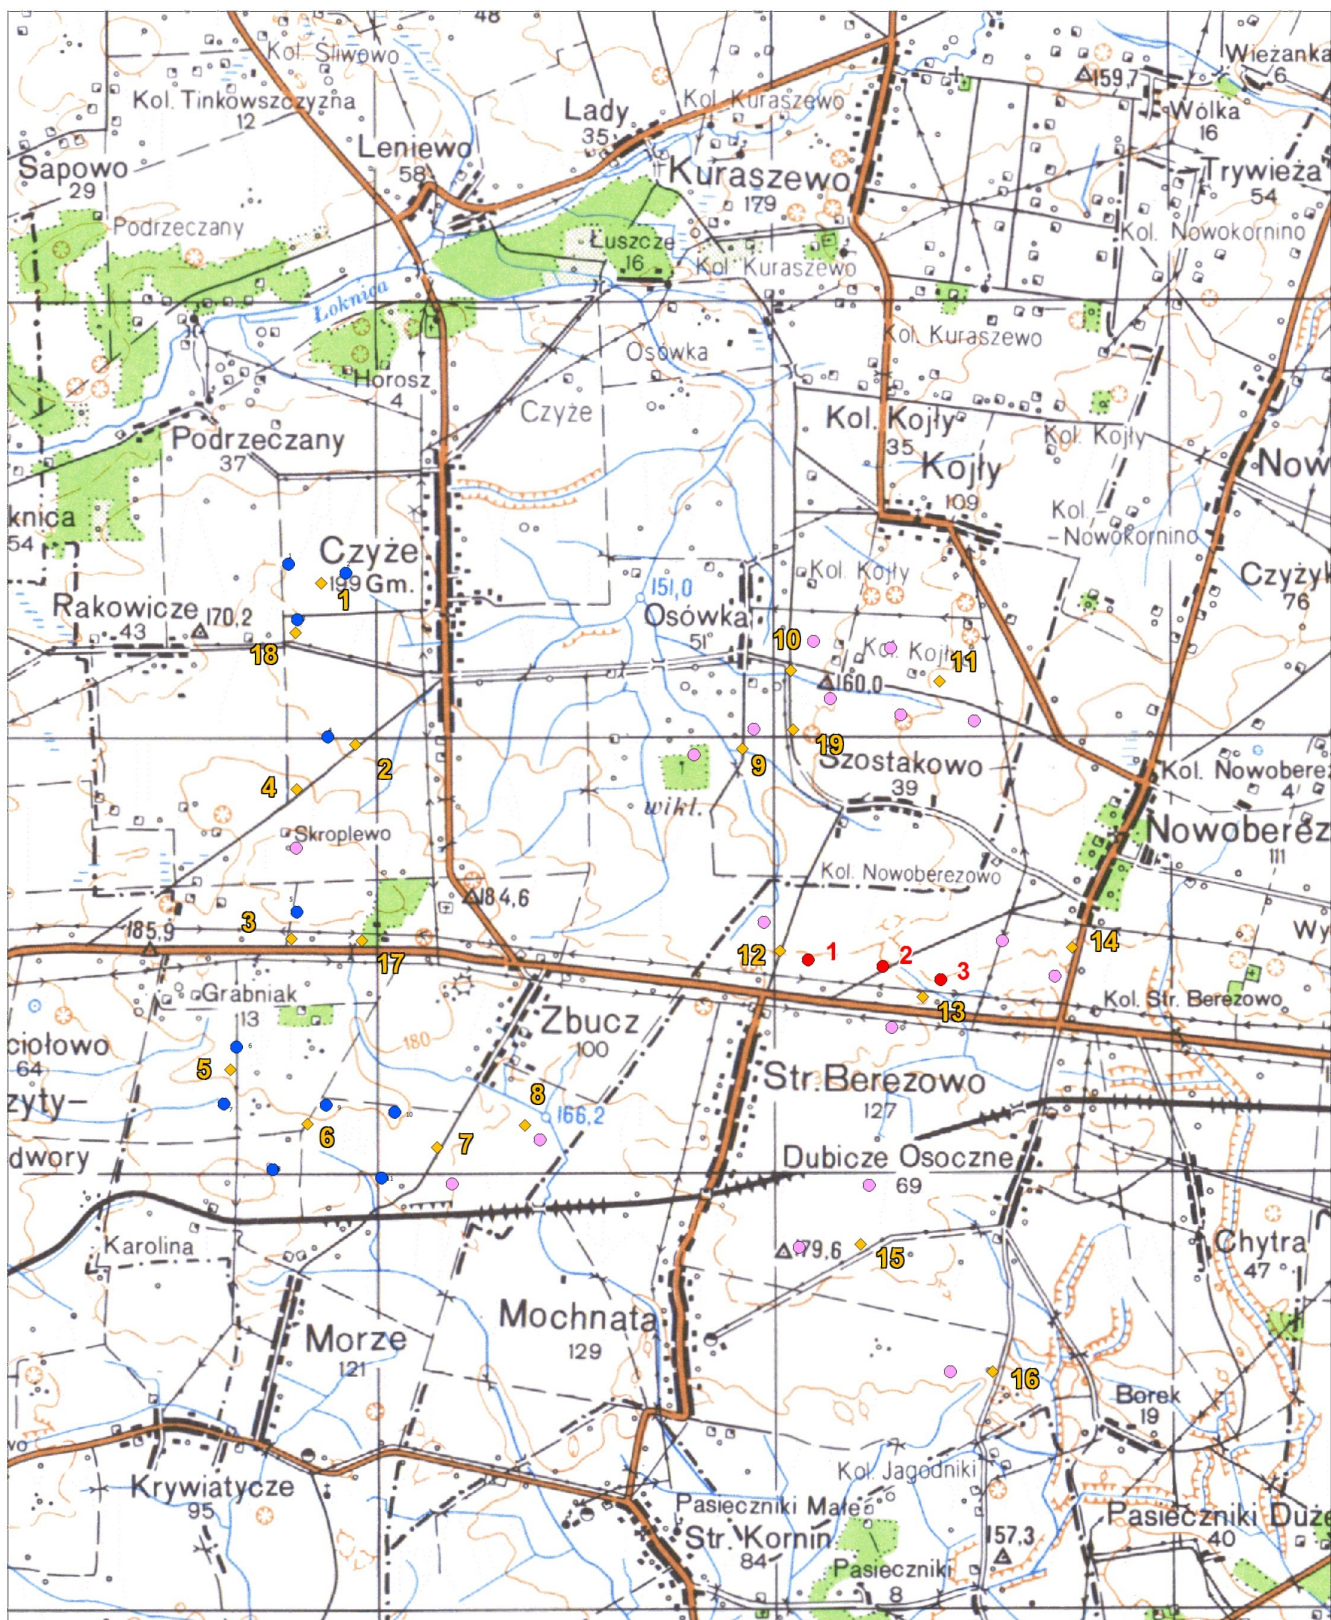 48
Kol. Śliwowo
Wieżanka
6
159,7
Kol. Tinkowszczyzna
12
Lady
35
Kol. Kuraszewo
Wólka
16
Leniewo
58
Sapowo
29
Kuraszewo
179
Trywieża
54
Podrzeczany
Łuszcze
16
Kol. Nowokornino
Kol. Kuraszewo
Łoknica
Kol. Kuraszewo
Osówka
Horosz
4
Czyże
Kol. Kojły
35
Kol. Kojły
Podrzeczany
37
Kojły
109
Now
knica
54
Kol.
-Nowokornino
Czyże
199 Gm.
1
Kol. Kojły
Czyżyk
76
151,0
Rakowicze
43
170,2
Osówka
51
10
18
Kol. Kojły
11
160,0
2
19
9
Szostakowo
39
Kol. Nowoberez
4
4
wikl.
Skroplewo
Nowoberez
111
Kol. Nowoberezowo
184,6
3
185,9
17
12
1
2
3
14
Wy
Grabniak
13
13
Kol. Str. Berezowo
Zbucz
100
180
ciołowo
64
5
Str. Berezowo
127
8
zyty-
6
166,2
7
dwory
Dubicze Osoczne
69
Karolina
179,6
15
Chytra
47
Mochnata
129
Morze
121
16
Borek
19
Kol. Jagodniki
Krywiatycze
95
Pasieczniki Małe
Str. Kornin
84
157,3
Pasieczniki Duże
40
Pasieczniki
8